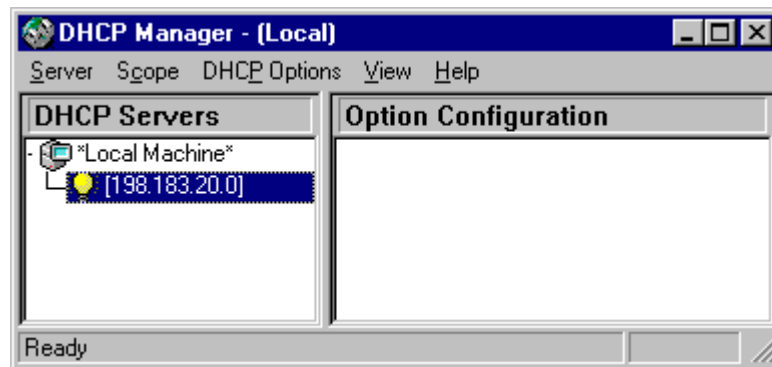 DHCP Manager - (Local)
Server Scope DHCP Options View Help
DHCP Servers
Option Configuration
*Local Machine*
[198.183.20.0]
Ready